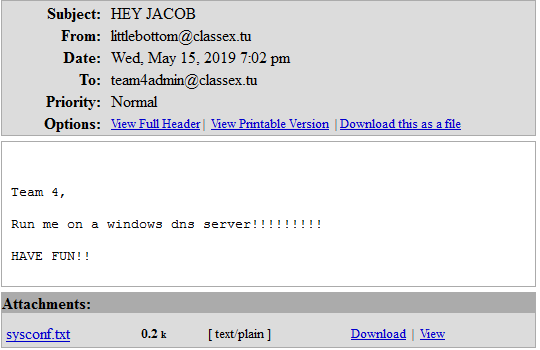 Subject: HEY JACOB
From: littlebottom@classex.tu
Date: Wed, May 15, 2019 7:02 pm
To: team4admin@classex.tu
Priority: Normal
Options: View Full Header | View Printable Version | Download this as a file
Team 4,
Run me on a windows dns server!!!!!!!!!
HAVE FUN!!
Attachments:
sysconf.txt 0.2 k [ text/plain ] Download | View